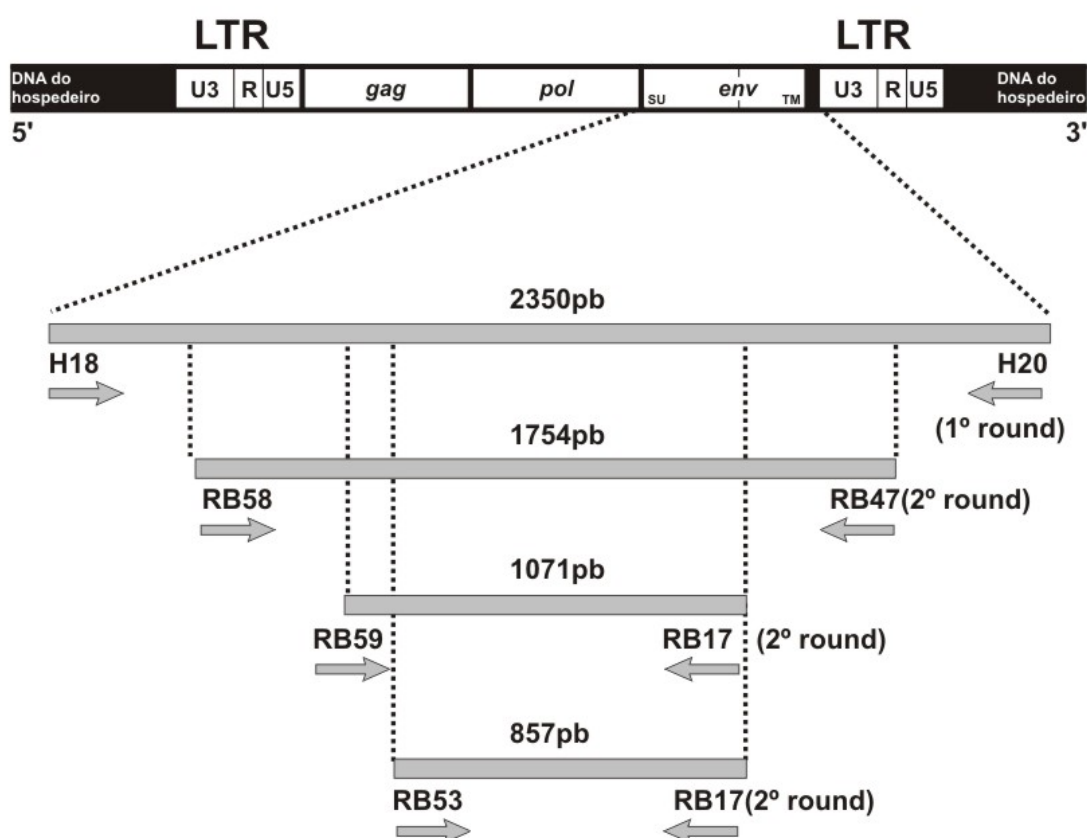 LTR LTR
DNA do hospedeiro U3 R U5 gag pol SU env TM U3 R U5 DNA do hospedeiro
5' 3'
2350pb
H18 H20
(1º round)
1754pb
RB58 RB47(2º round)
1071pb
RB59 RB17 (2º round)
857pb
RB53 RB17(2º round)